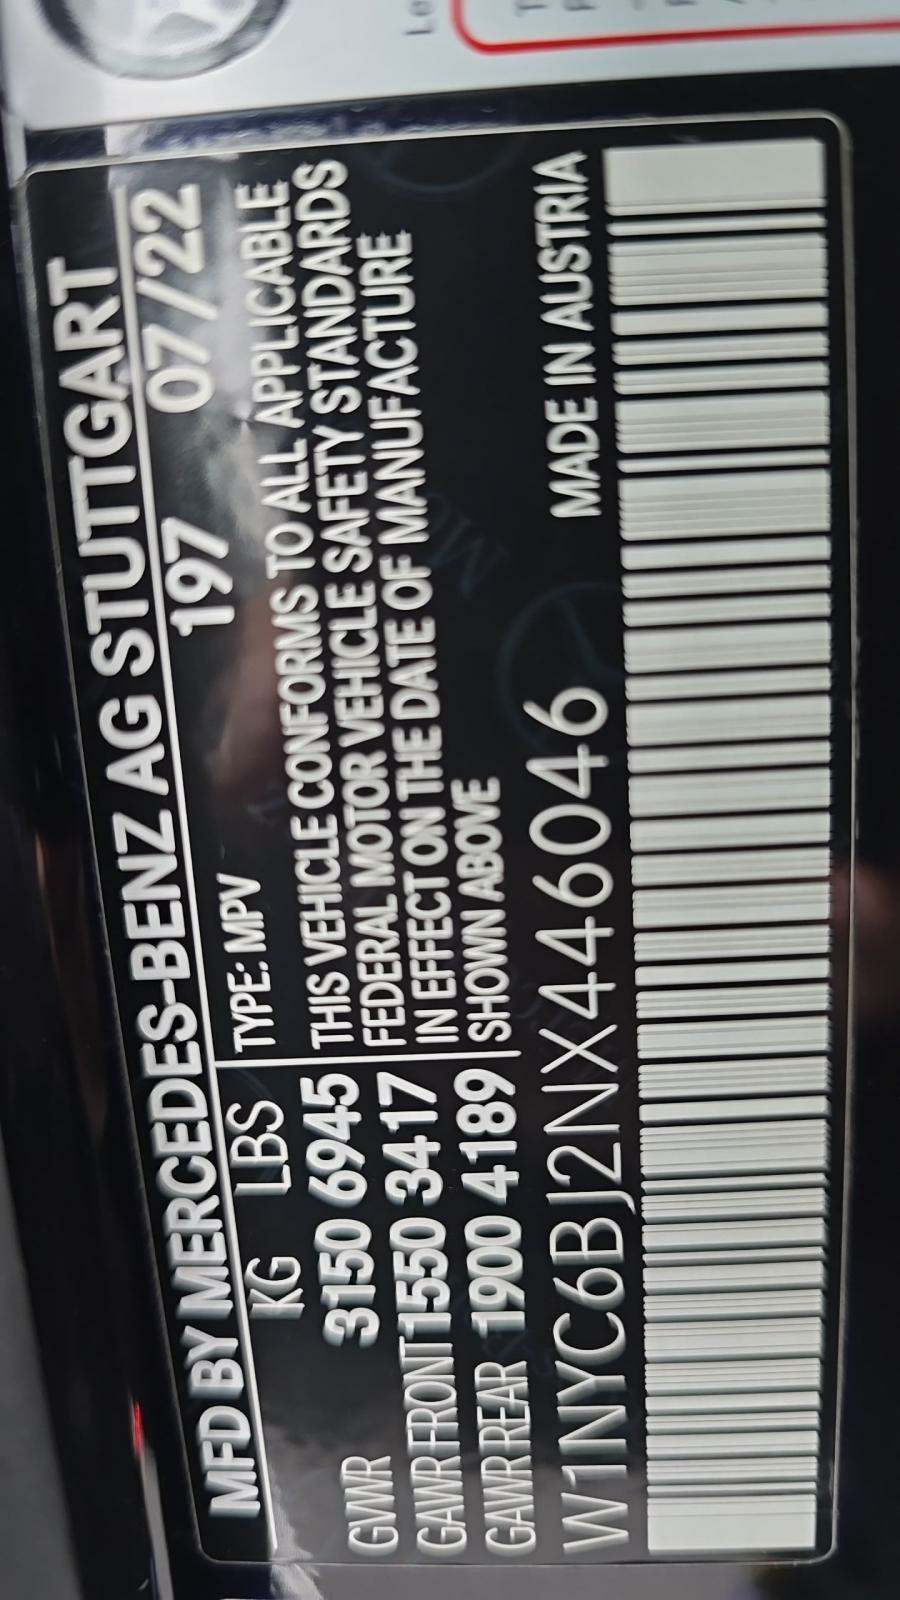 MFD BY MERCEDES-BENZ AG STUTTGART
197 07/22
KG LBS TYPE: MPV
GVWR 3150 6945
GAWR FRONT 1550 3417
GAWR REAR 1900 4189
THIS VEHICLE CONFORMS TO ALL APPLICABLE
FEDERAL MOTOR VEHICLE SAFETY STANDARDS
IN EFFECT ON THE DATE OF MANUFACTURE
SHOWN ABOVE
MADE IN AUSTRIA
W1NYC6BJ2NX446046